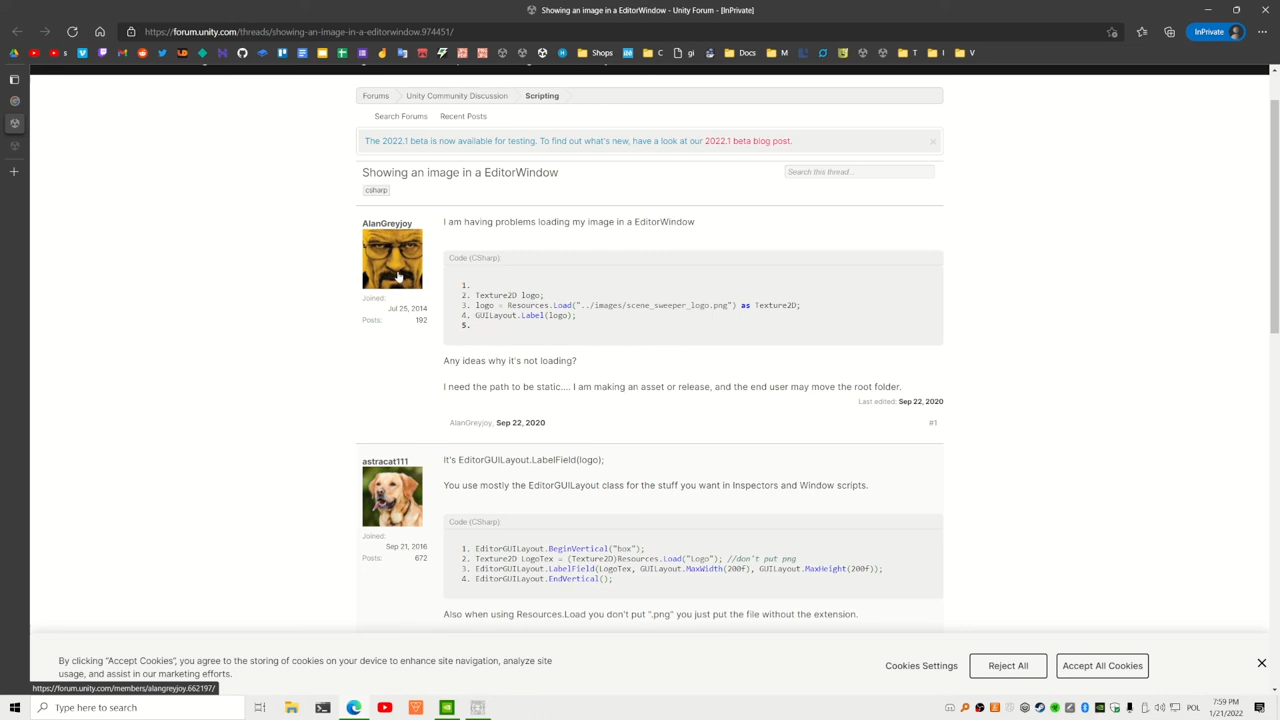 Showing an image in a EditorWindow - Unity Forum - [InPrivate]
https://forum.unity.com/threads/showing-an-image-in-a-editorwindow.974451/
InPrivate
s
Shops
C
gi
M
T
I
V
Forums
Unity Community Discussion
Scripting
Search Forums
Recent Posts
The 2022.1 beta is now available for testing. To find out what's new, have a look at our 2022.1 beta blog post.
Showing an image in a EditorWindow
Search this thread...
csharp
AlanGreyjoy
I am having problems loading my image in a EditorWindow
Code (CSharp):
1.
2. Texture2D logo;
3. logo = Resources.Load("../images/scene_sweeper_logo.png") as Texture2D;
4. GUILayout.Label(logo);
5.
Joined:
Jul 25, 2014
Posts: 192
Any ideas why it's not loading?
I need the path to be static.... I am making an asset or release, and the end user may move the root folder.
Last edited: Sep 22, 2020
AlanGreyjoy, Sep 22, 2020
#1
astracat111
It's EditorGUILayout.LabelField(logo);
You use mostly the EditorGUILayout class for the stuff you want in Inspectors and Window scripts.
Code (CSharp):
1. EditorGUILayout.BeginVertical("box");
2. Texture2D LogoTex = (Texture2D)Resources.Load("Logo"); //don't put png
3. EditorGUILayout.LabelField(LogoTex, GUILayout.MaxWidth(200f), GUILayout.MaxHeight(200f));
4. EditorGUILayout.EndVertical();
Joined:
Sep 21, 2016
Posts: 672
Also when using Resources.Load you don't put ".png" you just put the file without the extension.
By clicking "Accept Cookies", you agree to the storing of cookies on your device to enhance site navigation, analyze site
usage, and assist in our marketing efforts.
Cookies Settings
Reject All
Accept All Cookies
https://forum.unity.com/members/alangreyjoy.662197/
Type here to search
POL
7:59 PM
1/21/2022